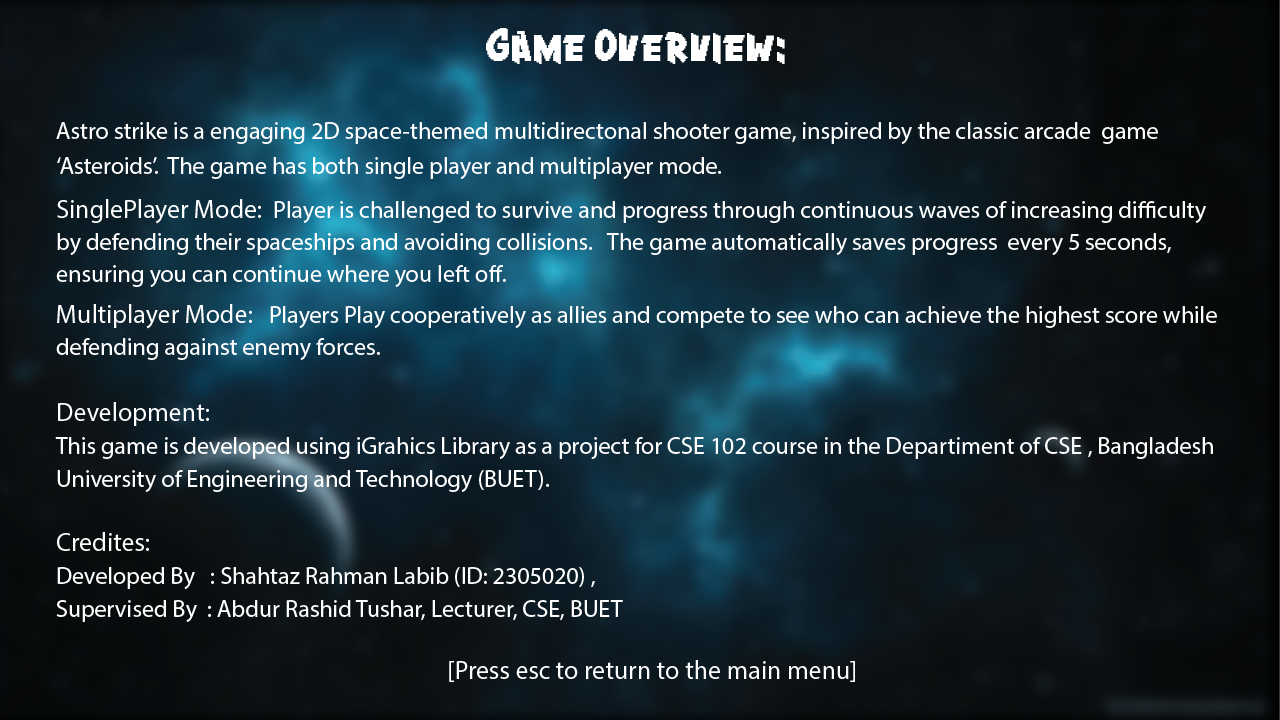 Game Overview:
Astro strike is a engaging 2D space-themed multidirectonal shooter game, inspired by the classic arcade  game
‘Asteroids’.  The game has both single player and multiplayer mode.
SinglePlayer Mode:  Player is challenged to survive and progress through continuous waves of increasing difficulty
by defending their spaceships and avoiding collisions.   The game automatically saves progress  every 5 seconds,
ensuring you can continue where you left off.
Multiplayer Mode:   Players Play cooperatively as allies and compete to see who can achieve the highest score while
defending against enemy forces.
Development:
This game is developed using iGrahics Library as a project for CSE 102 course in the Departiment of CSE , Bangladesh
University of Engineering and Technology (BUET).
Credites:
Developed By   : Shahtaz Rahman Labib (ID: 2305020) ,
Supervised By  : Abdur Rashid Tushar, Lecturer, CSE, BUET
[Press esc to return to the main menu]